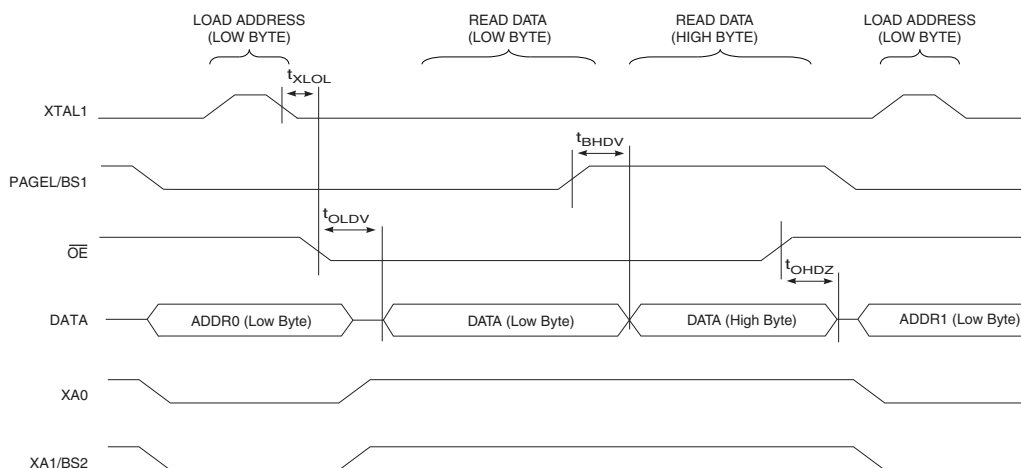 LOAD ADDRESS
(LOW BYTE)
READ DATA
(LOW BYTE)
READ DATA
(HIGH BYTE)
LOAD ADDRESS
(LOW BYTE)
tXLOL
XTAL1
tBHDV
PAGEL/BS1
tOLDV
OE
tOHDZ
DATA
ADDR0 (Low Byte)
DATA (Low Byte)
DATA (High Byte)
ADDR1 (Low Byte)
XA0
XA1/BS2